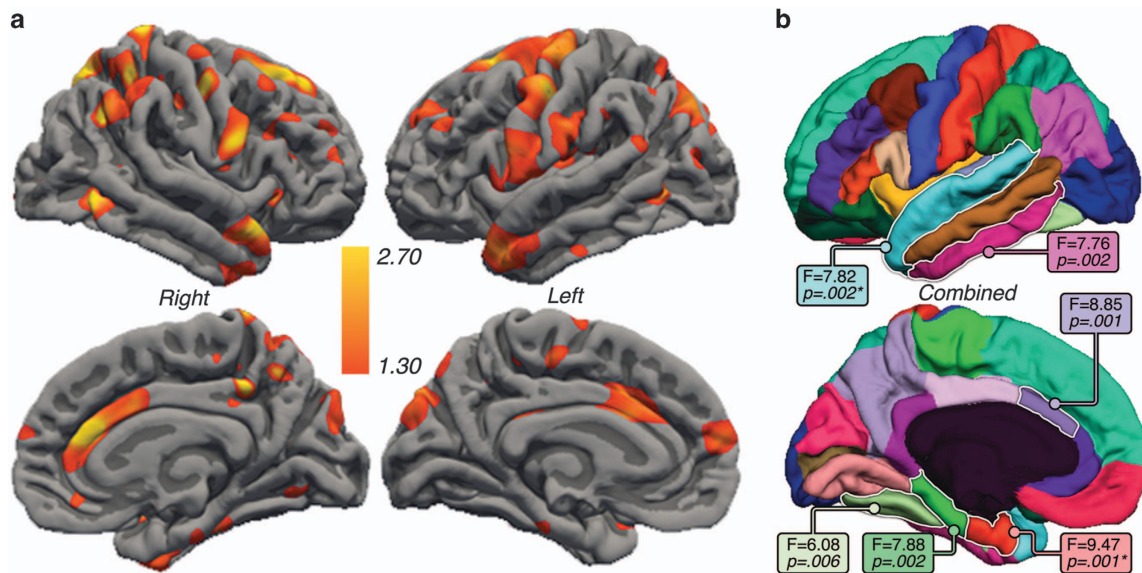 a
b
2.70
1.30
Right
Left
F=7.82
p=.002*
F=7.76
p=.002
Combined
F=8.85
p=.001
F=6.08
p=.006
F=7.88
p=.002
F=9.47
p=.001*